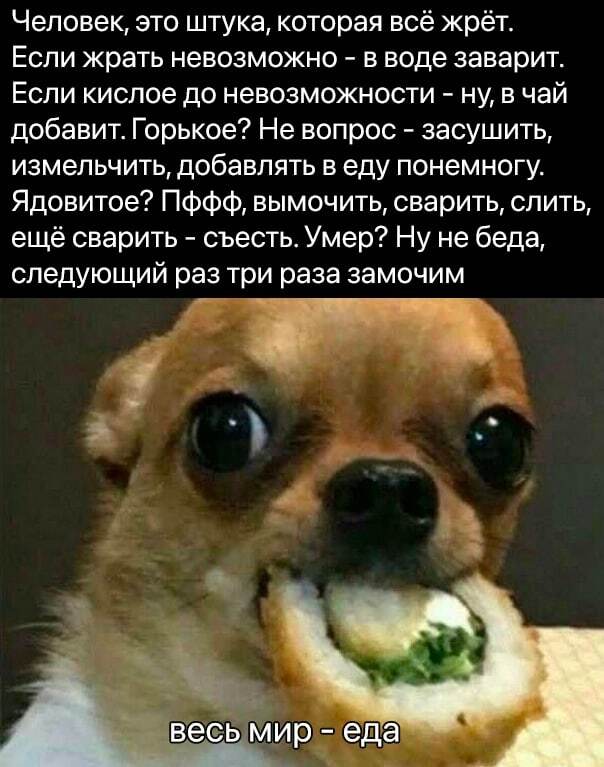 Человек, это штука, которая всё жрёт.
Если жрать невозможно - в воде заварит.
Если кислое до невозможности - ну, в чай
добавит. Горькое? Не вопрос - засушить,
измельчить, добавлять в еду понемногу.
Ядовитое? Пффф, вымочить, сварить, слить,
ещё сварить - съесть. Умер? Ну не беда,
следующий раз три раза замочим
весь мир - еда